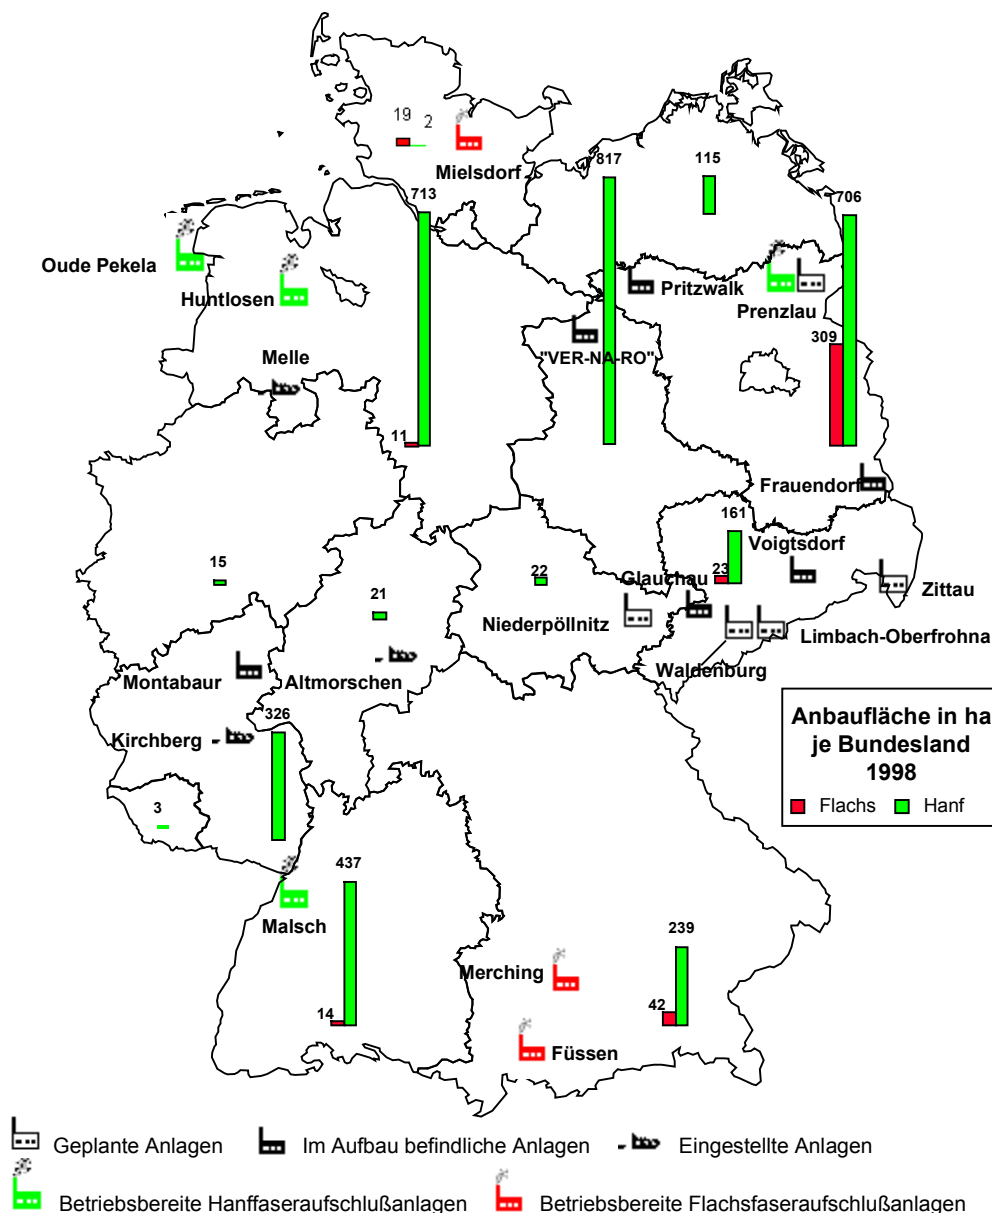 19
2
Mielsdorf
713
817
115
706
Oude Pekela
Huntlosen
Pritzwalk
Prenzlau
309
Melle
"VER-NA-RO"
11
Frauendorf
161
Voigtsdorf
15
22
23
Glauchau
21
Zittau
Niederpöllnitz
Limbach-Oberfrohna
Waldenburg
Montabaur
Altmorschen
326
Kirchberg
Anbaufläche in ha
je Bundesland
1998
Flachs Hanf
3
437
Malsch
239
Merching
14
42
Füssen
Geplante Anlagen Im Aufbau befindliche Anlagen Eingestellte Anlagen
Betriebsbereite Hanffaseraufschlußanlagen Betriebsbereite Flachsfaseraufschlußanlagen